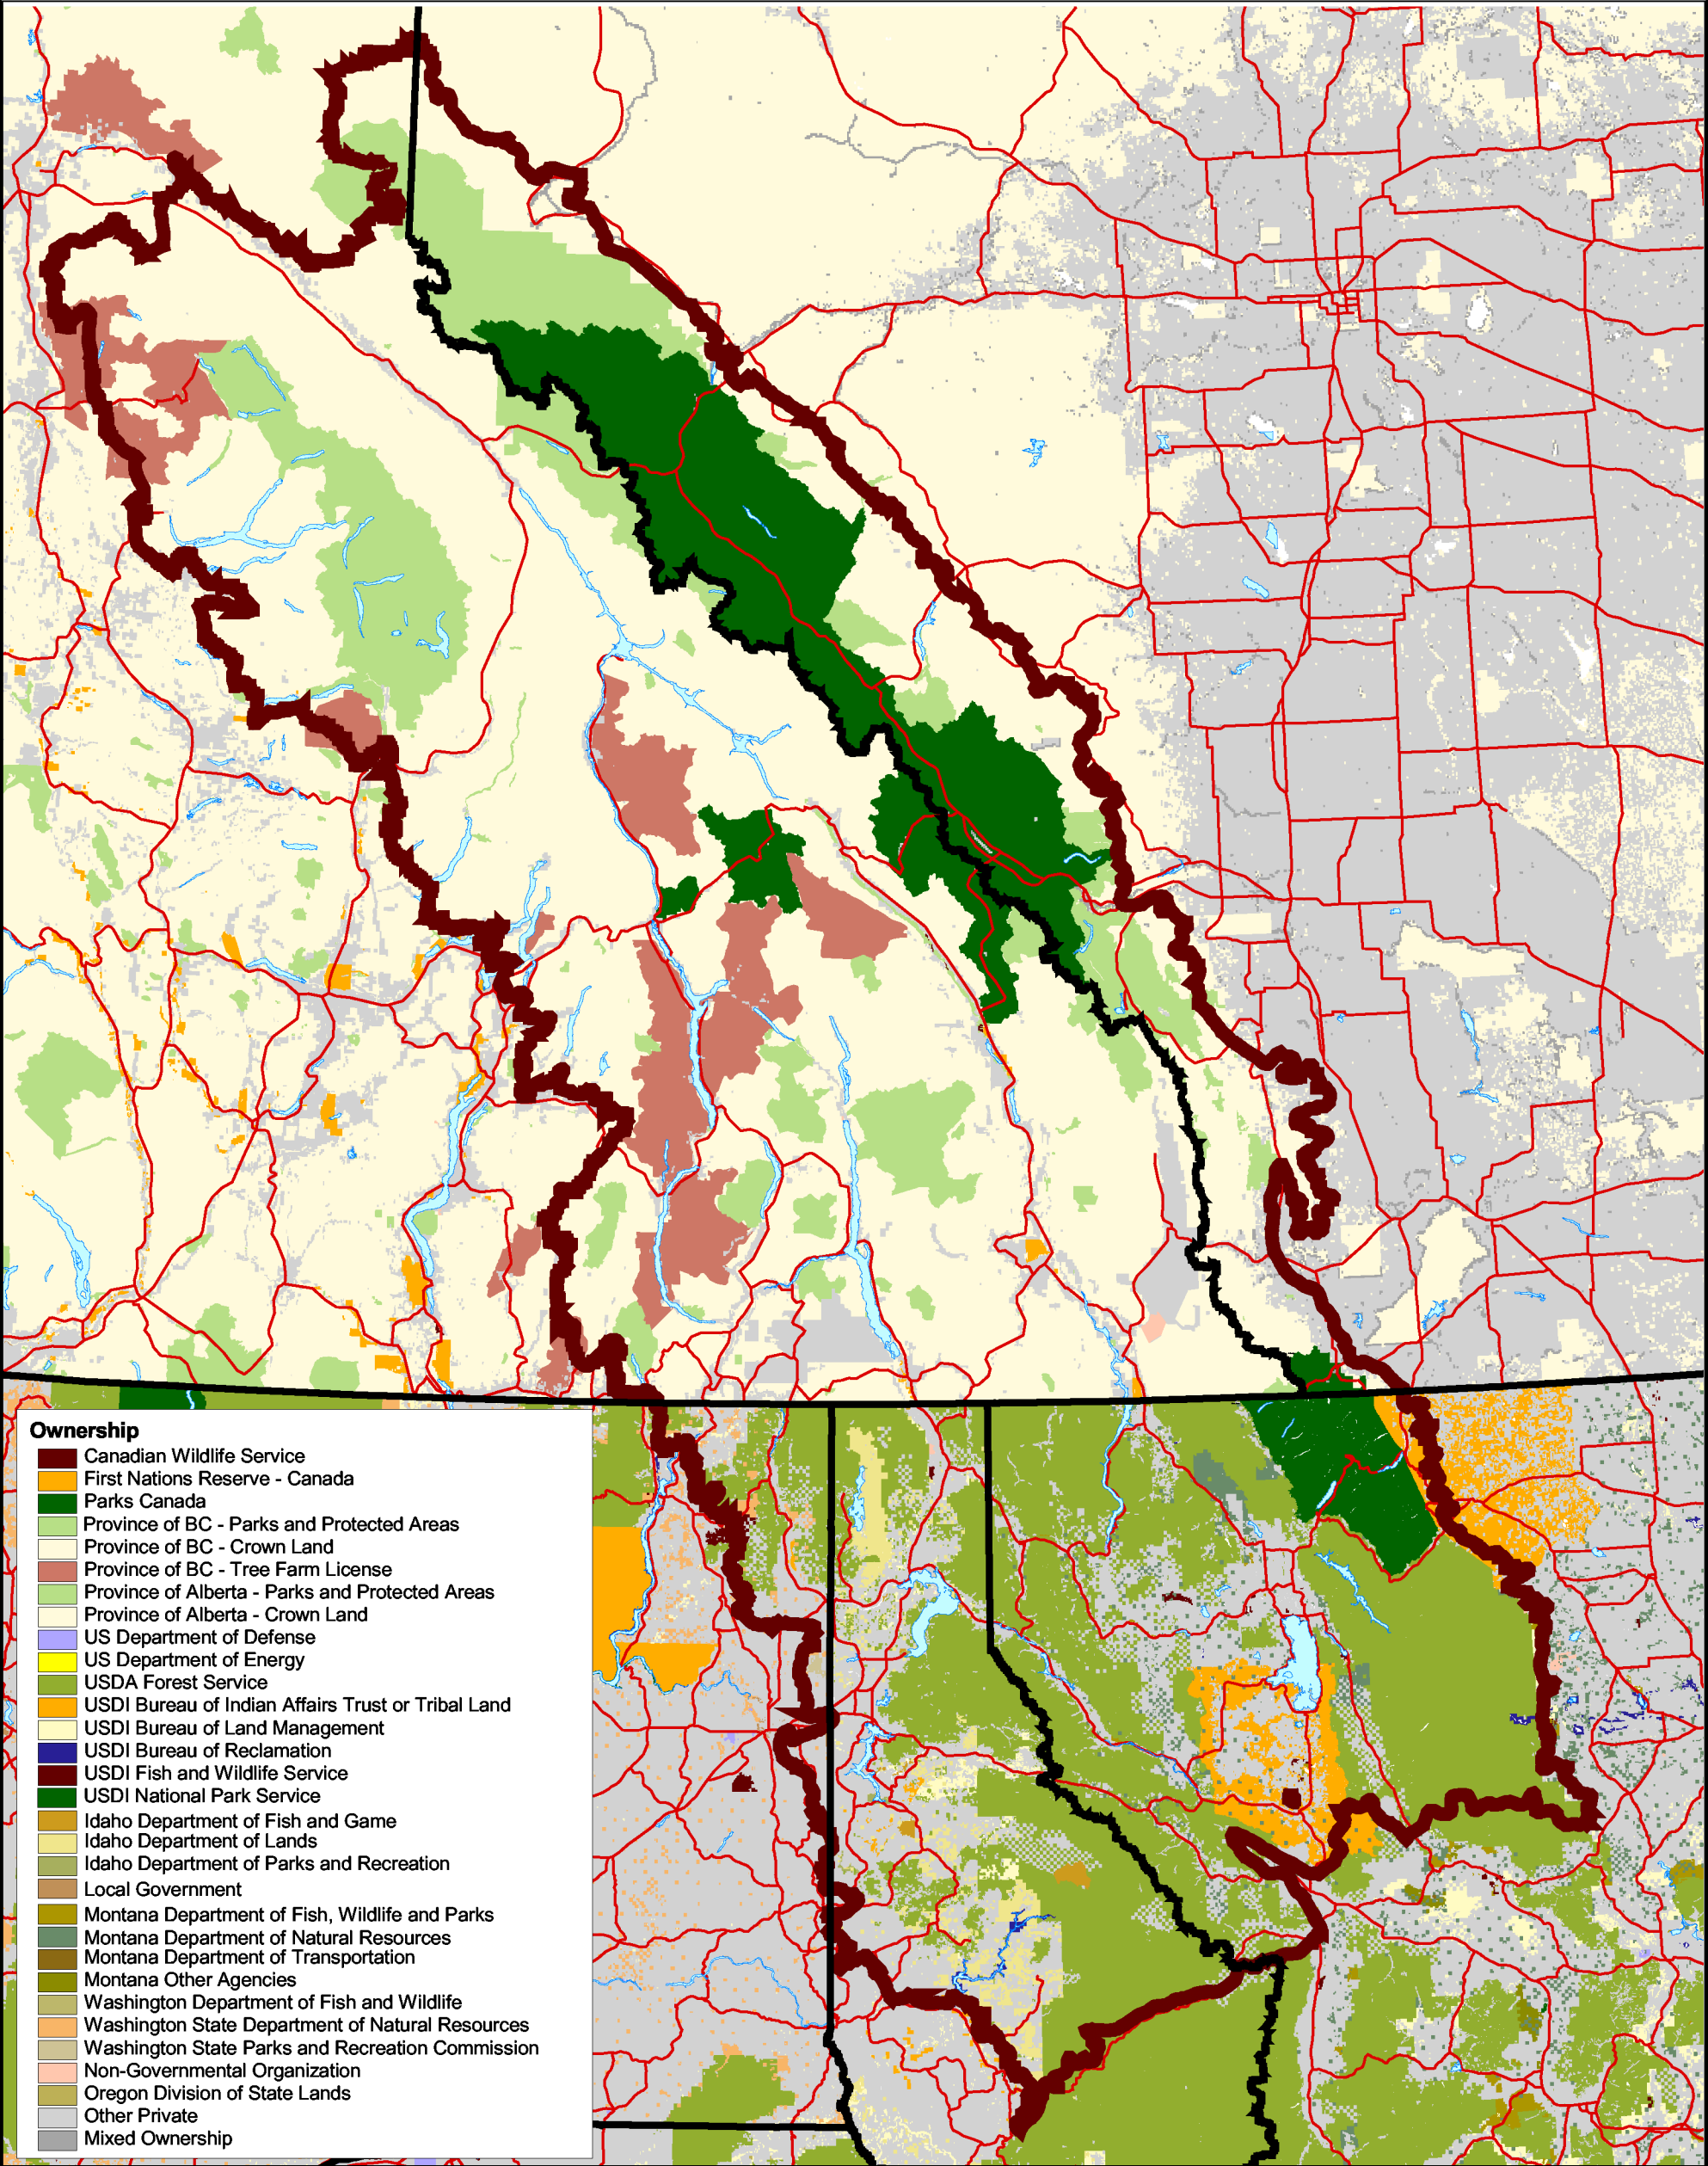 Ownership
Canadian Wildlife Service
First Nations Reserve - Canada
Parks Canada
Province of BC - Parks and Protected Areas
Province of BC - Crown Land
Province of BC - Tree Farm License
Province of Alberta - Parks and Protected Areas
Province of Alberta - Crown Land
US Department of Defense
US Department of Energy
USDA Forest Service
USDI Bureau of Indian Affairs Trust or Tribal Land
USDI Bureau of Land Management
USDI Bureau of Reclamation
USDI Fish and Wildlife Service
USDI National Park Service
Idaho Department of Fish and Game
Idaho Department of Lands
Idaho Department of Parks and Recreation
Local Government
Montana Department of Fish, Wildlife and Parks
Montana Department of Natural Resources
Montana Department of Transportation
Montana Other Agencies
Washington Department of Fish and Wildlife
Washington State Department of Natural Resources
Washington State Parks and Recreation Commission
Non-Governmental Organization
Oregon Division of State Lands
Other Private
Mixed Ownership